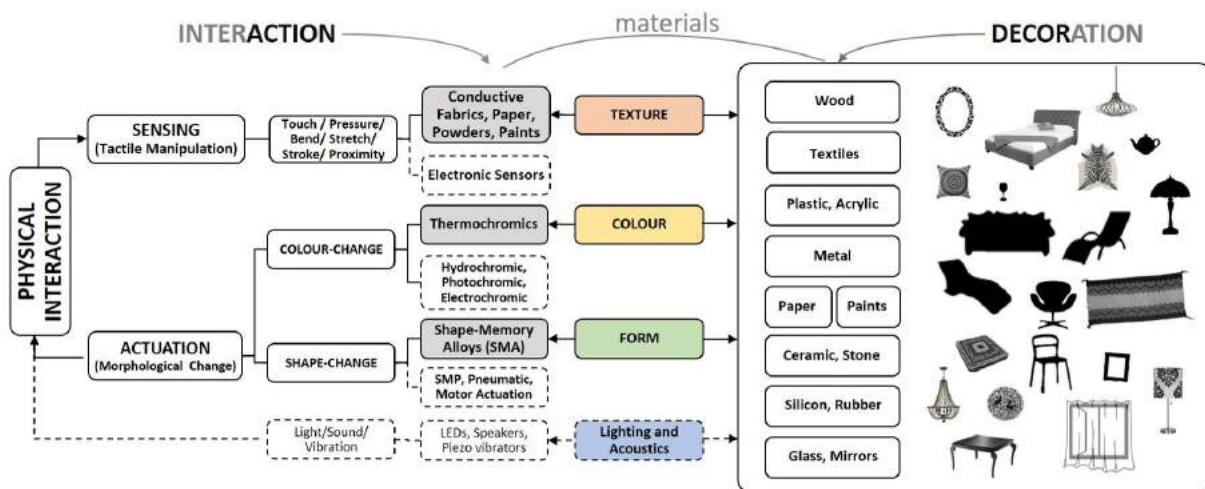 INTERACTION
materials
DECORATION
PHYSICAL
INTERACTION
SENSING
(Tactile Manipulation)
Touch / Pressure/
Bend/ Stretch/
Stroke/ Proximity
Conductive
Fabrics, Paper,
Powders, Paints
Electronic Sensors
TEXTURE
ACTUATION
(Morphological Change)
COLOUR-CHANGE
Thermochromics
Hydrochromic,
Photochromic,
Electrochromic
COLOUR
SHAPE-CHANGE
Shape-Memory
Alloys (SMA)
SMP, Pneumatic,
Motor Actuation
FORM
Light/Sound/
Vibration
LEDs, Speakers,
Piezo vibrators
Lighting and
Acoustics
Wood
Textiles
Plastic, Acrylic
Metal
Paper
Paints
Ceramic, Stone
Silicon, Rubber
Glass, Mirrors